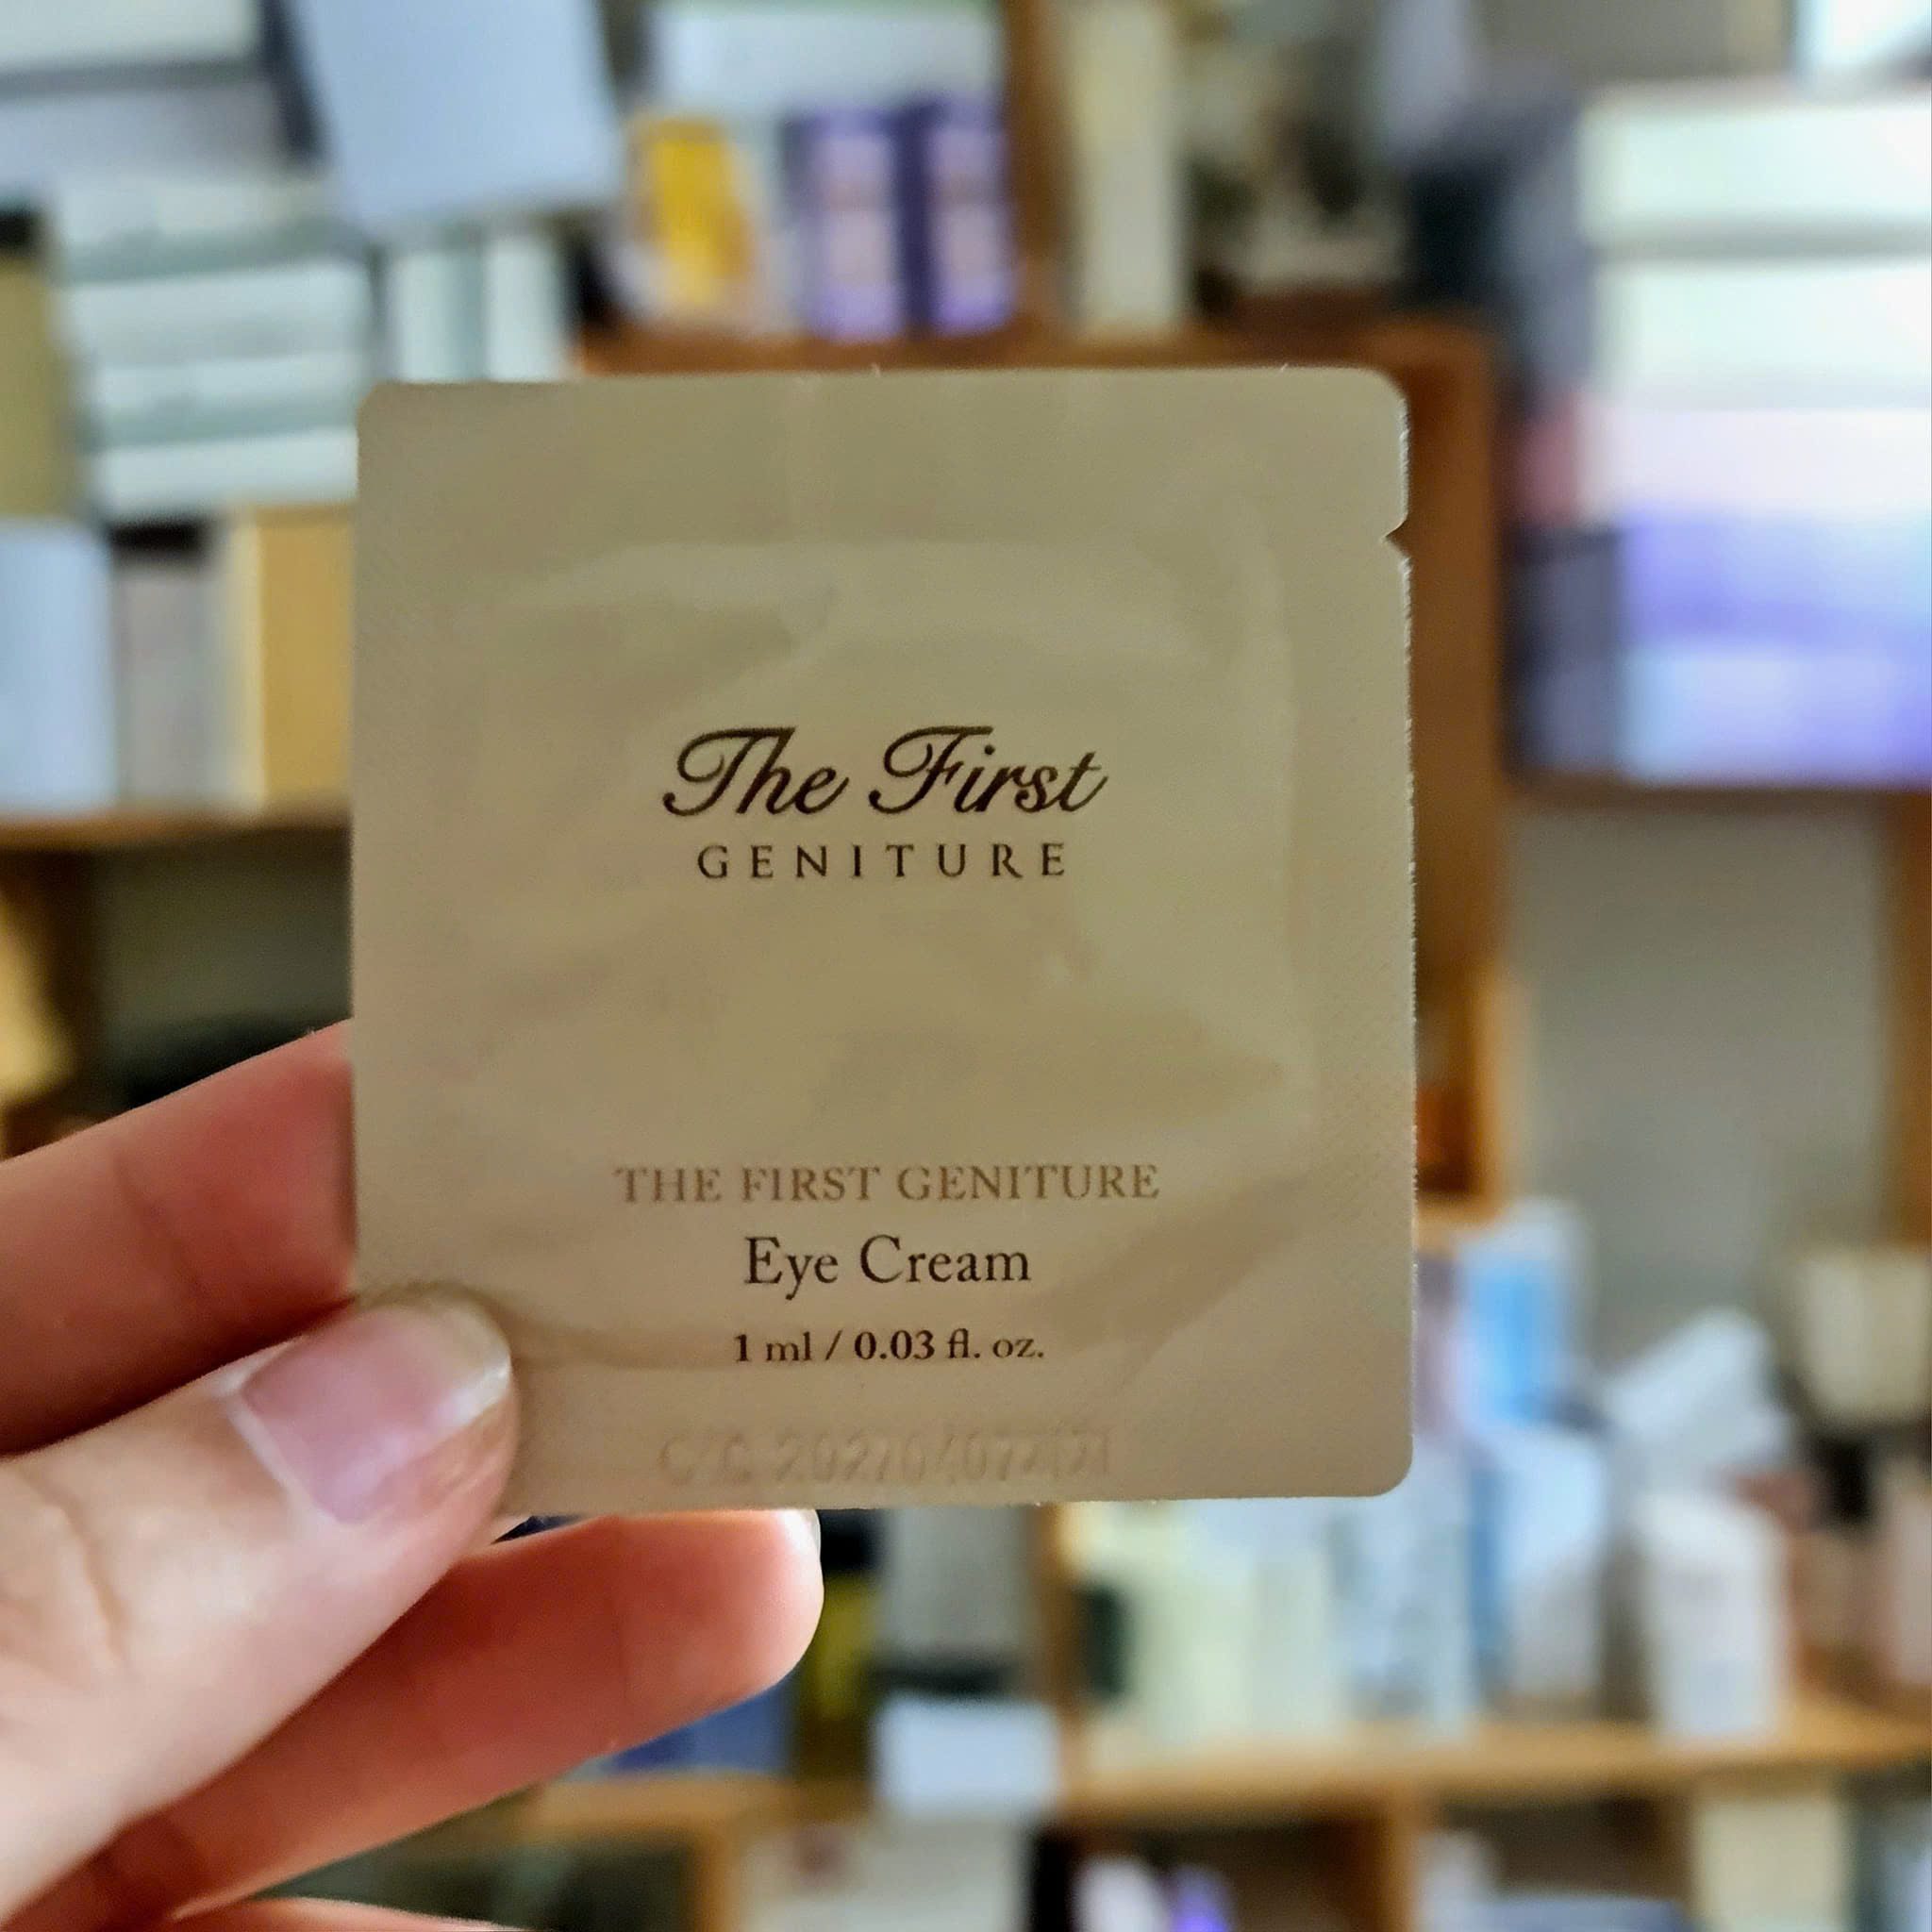 The First
GENITURE
THE FIRST GENITURE
Eye Cream
1 ml / 0.03 fl. oz.